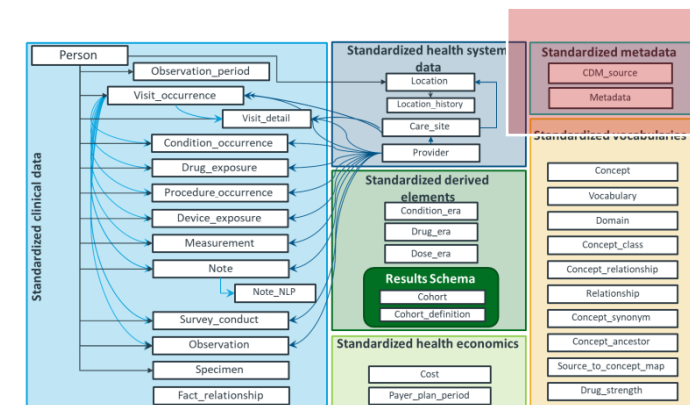 Standardized clinical data
Person
Observation_period
Visit_occurrence
Visit_detail
Condition_occurrence
Drug_exposure
Procedure_occurrence
Device_exposure
Measurement
Note
Note_NLP
Survey_conduct
Observation
Specimen
Fact_relationship
Standardized health system
data
Location
Location_history
Care_site
Provider
Standardized derived
elements
Condition_era
Drug_era
Dose_era
Results Schema
Cohort
Cohort_definition
Standardized health economics
Cost
Payer_plan_period
Standardized metadata
CDM_source
Metadata
Standardized vocabularies
Concept
Vocabulary
Domain
Concept_class
Concept_relationship
Relationship
Concept_synonym
Concept_ancestor
Source_to_concept_map
Drug_strength